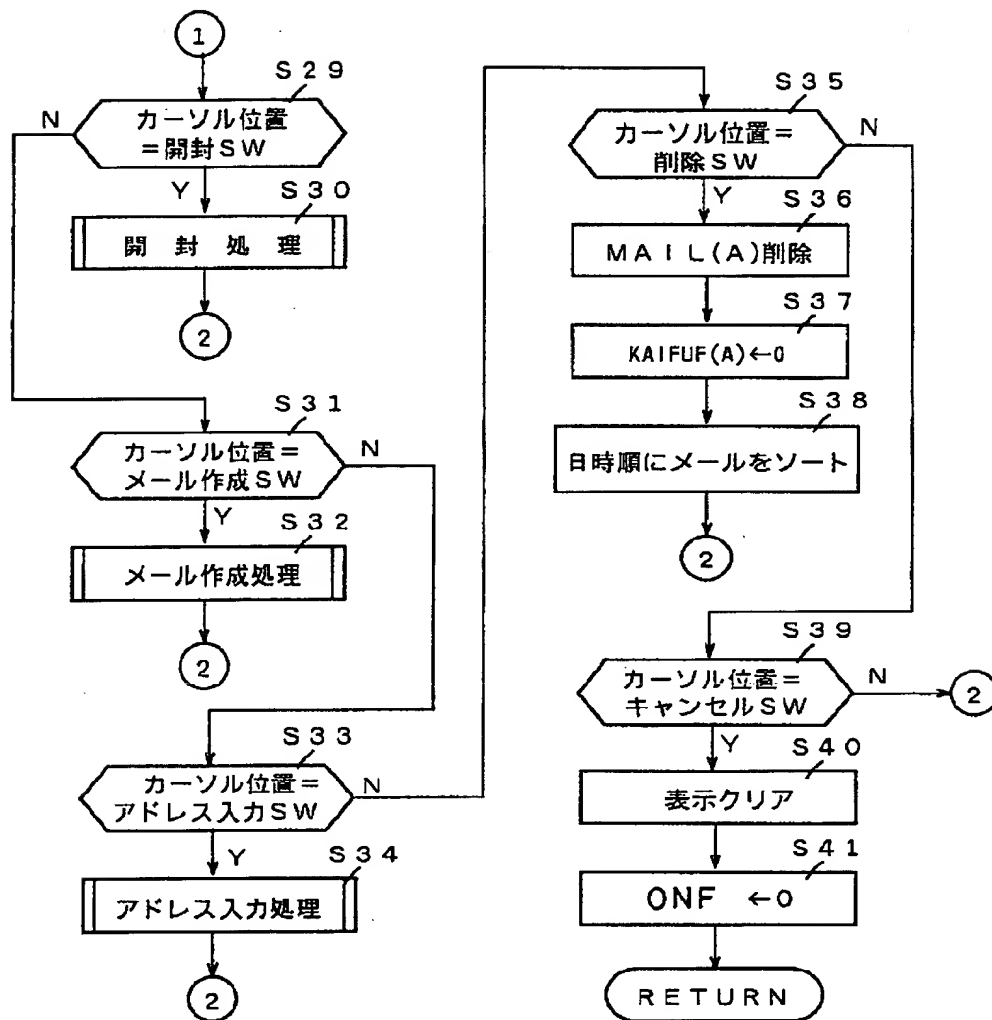 1
S29
カーソル位置
=開封SW
N
Y
S30
開 封 処 理
2
S31
カーソル位置=
メール作成SW
N
Y
S32
メール作成処理
2
S33
カーソル位置=
アドレス入力SW
N
Y
S34
アドレス入力処理
2
S35
カーソル位置=
削除SW
N
Y
S36
MAIL(A)削除
S37
KAIFUF(A)←0
S38
日時順にメールをソート
2
S39
カーソル位置=
キャンセルSW
N
2
Y
S40
表示クリア
S41
ONF ←0
RETURN